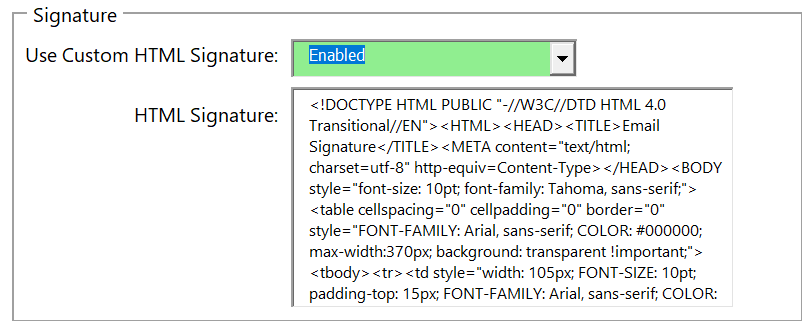 Signature
Use Custom HTML Signature:
Enabled
HTML Signature:
<!DOCTYPE HTML PUBLIC "-//W3C//DTD HTML 4.0
Transitional//EN"><HTML><HEAD><TITLE>Email
Signature</TITLE><META content="text/html;
charset=utf-8" http-equiv=Content-Type></HEAD><BODY
style="font-size: 10pt; font-family: Tahoma, sans-serif;">
<table cellspacing="0" cellpadding="0" border="0"
style="FONT-FAMILY: Arial, sans-serif; COLOR: #000000;
max-width:370px; background: transparent !important;">
<tbody><tr><td style="width: 105px; FONT-SIZE: 10pt;
padding-top: 15px; FONT-FAMILY: Arial, sans-serif; COLOR: